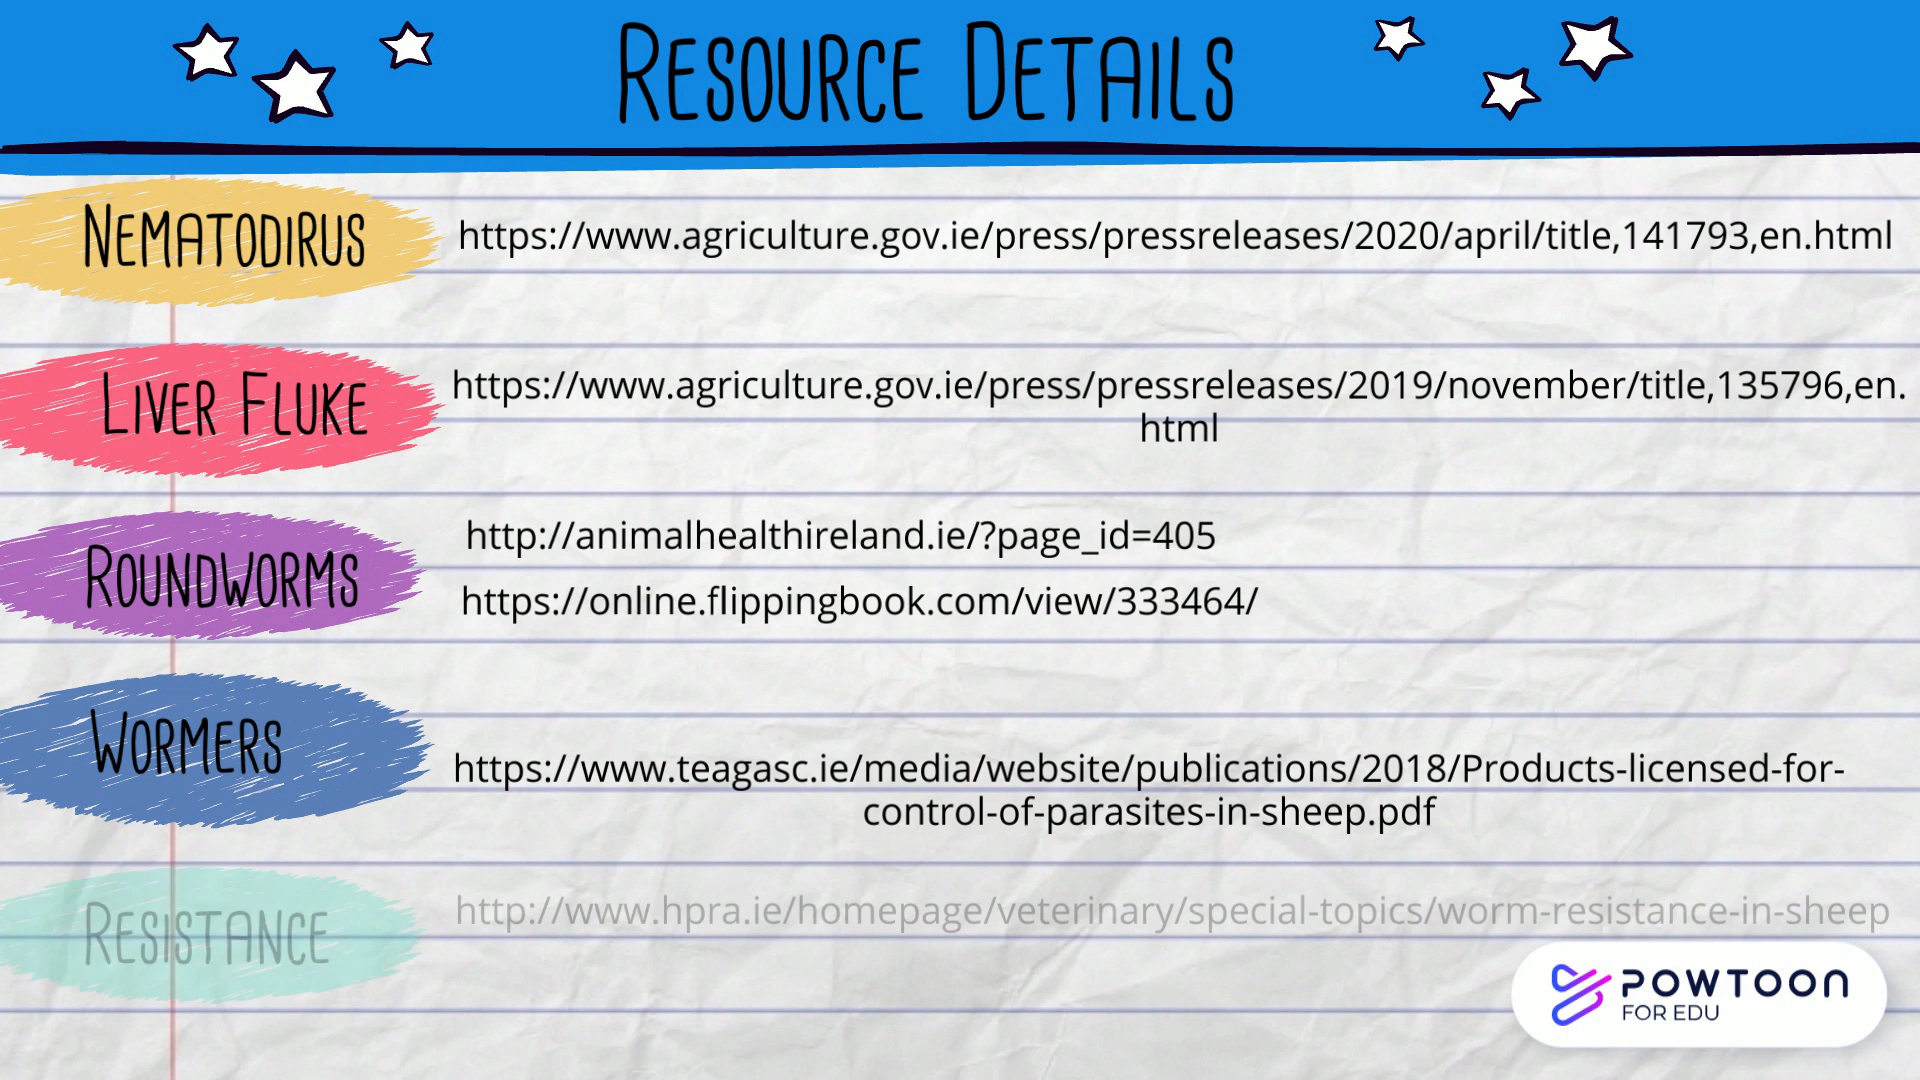 Resource Details
Nematodirus
https://www.agriculture.gov.ie/press/pressreleases/2020/april/title,141793,en.html
Liver Fluke
https://www.agriculture.gov.ie/press/pressreleases/2019/november/title,135796,en.
html
Roundworms
http://animalhealthireland.ie/?page_id=405
https://online.flippingbook.com/view/333464/
Wormers
https://www.teagasc.ie/media/website/publications/2018/Products-licensed-for-
control-of-parasites-in-sheep.pdf
Resistance
http://www.hpra.ie/homepage/veterinary/special-topics/worm-resistance-in-sheep
POWTOON
FOR EDU